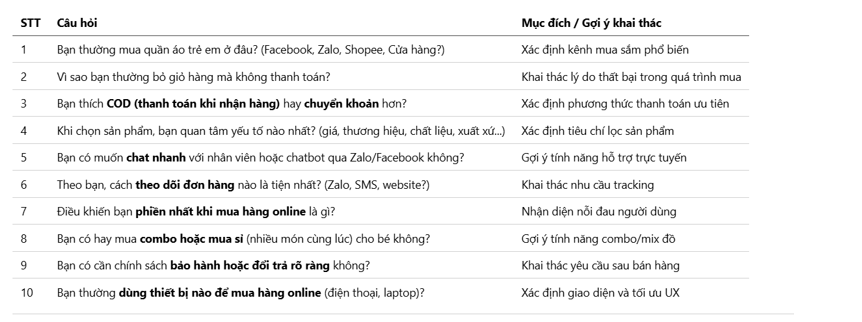 STT Câu hỏi Mục đích / Gợi ý khai thác
1 Bạn thường mua quần áo trẻ em ở đâu? (Facebook, Zalo, Shopee, Cửa hàng?) Xác định kênh mua sắm phổ biến
2 Vì sao bạn thường bỏ giỏ hàng mà không thanh toán? Khai thác lý do thất bại trong quá trình mua
3 Bạn thích COD (thanh toán khi nhận hàng) hay chuyển khoản hơn? Xác định phương thức thanh toán ưu tiên
4 Khi chọn sản phẩm, bạn quan tâm yếu tố nào nhất? (giá, thương hiệu, chất liệu, xuất xứ...) Xác định tiêu chí lọc sản phẩm
5 Bạn có muốn chat nhanh với nhân viên hoặc chatbot qua Zalo/Facebook không? Gợi ý tính năng hỗ trợ trực tuyến
6 Theo bạn, cách theo dõi đơn hàng nào là tiện nhất? (Zalo, SMS, website?) Khai thác nhu cầu tracking
7 Điều khiến bạn phiền nhất khi mua hàng online là gì? Nhận diện nỗi đau người dùng
8 Bạn có hay mua combo hoặc mua sỉ (nhiều món cùng lúc) cho bé không? Gợi ý tính năng combo/mix đồ
9 Bạn có cần chính sách bảo hành hoặc đổi trả rõ ràng không? Khai thác yêu cầu sau bán hàng
10 Bạn thường dùng thiết bị nào để mua hàng online (điện thoại, laptop)? Xác định giao diện và tối ưu UX